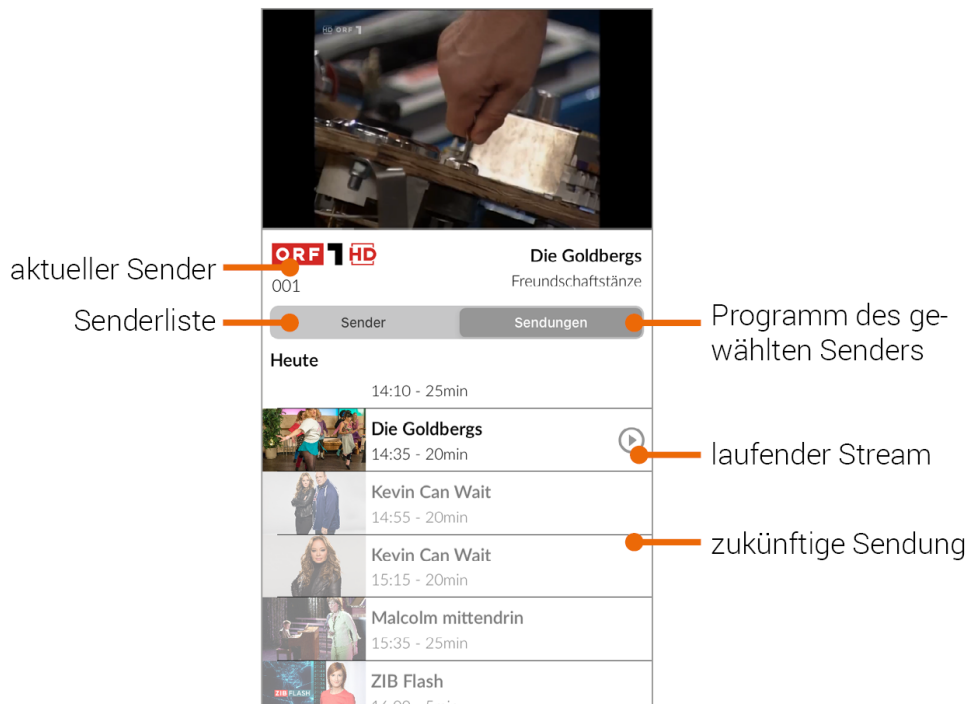 HD ORF 1
ORF 1 HD
Die Goldbergs
aktueller Sender
001
Freundschaftstänze
Senderliste
Sender
Sendungen
Programm des ge-
wählten Senders
Heute
14:10 - 25min
Die Goldbergs
14:35 - 20min
laufender Stream
Kevin Can Wait
14:55 - 20min
zukünftige Sendung
Kevin Can Wait
15:15 - 20min
Malcolm mittendrin
15:35 - 25min
ZIB Flash
ZIB FLASH